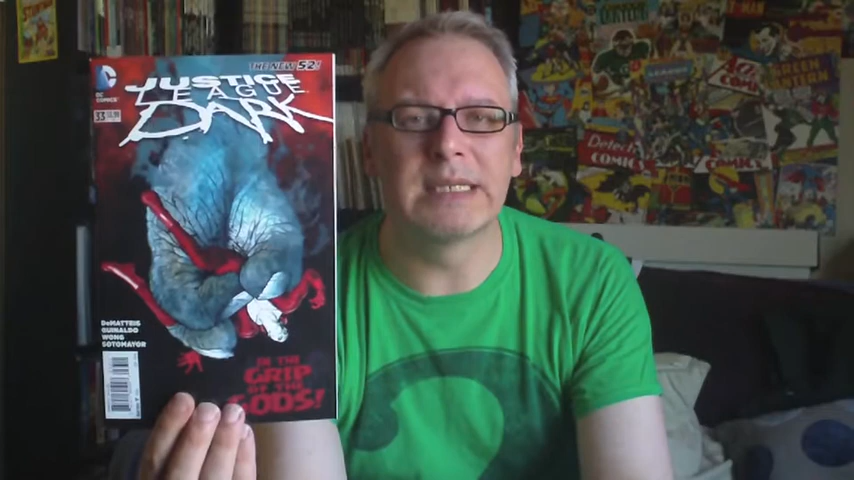 THE NEW 52!
DC COMICS
33
JUSTICE
LEAGUE
DARK
DeMATTEIS
GUINALDO
WONG
SOTOMAYOR
IN THE
GRIP
OF THE
GODS!
Detective
COMICS
COMICS
GREEN
LANTERN